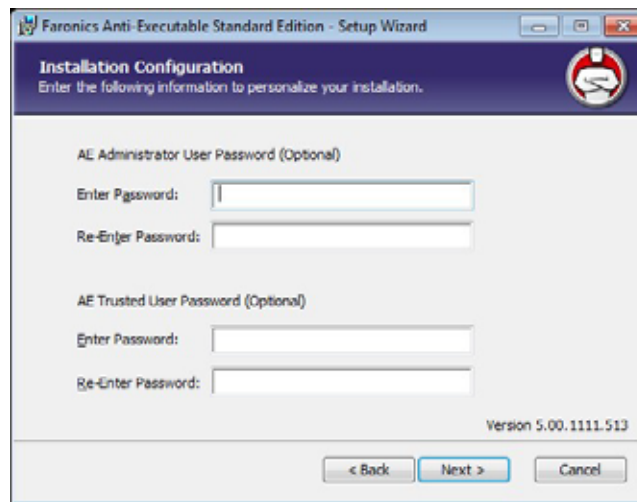 Faronics Anti-Executable Standard Edition - Setup Wizard
Installation Configuration
Enter the following information to personalize your installation.
AE Administrator User Password (Optional)
Enter Password:
Re-Enter Password:
AE Trusted User Password (Optional)
Enter Password:
Re-Enter Password:
Version 5.00.1111.513
< Back Next > Cancel